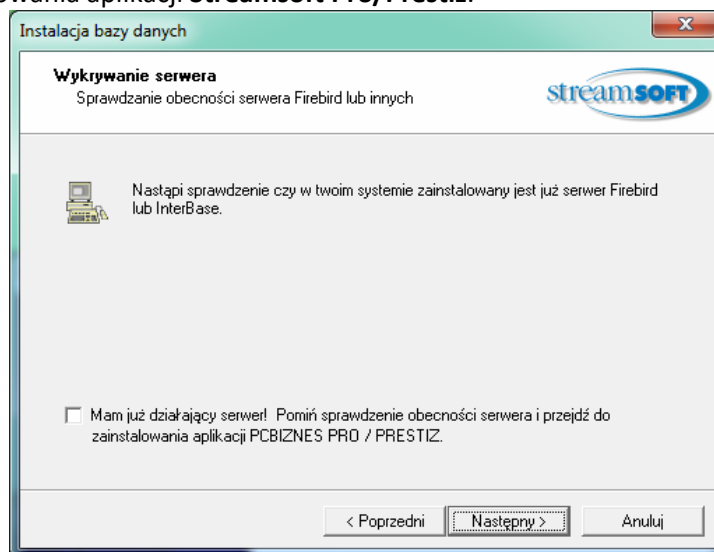 owania aplikacji Streamsoft Pro/Prestiż.
Instalacja bazy danych
Wykrywanie serwera
Sprawdzanie obecności serwera Firebird lub innych
streamSOFT
Nastąpi sprawdzenie czy w twoim systemie zainstalowany jest już serwer Firebird
lub InterBase.
Mam już działający serwer! Pomiń sprawdzenie obecności serwera i przejdź do
zainstalowania aplikacji PCBIZNES PRO / PRESTIZ.
< Poprzedni
Następny >
Anuluj